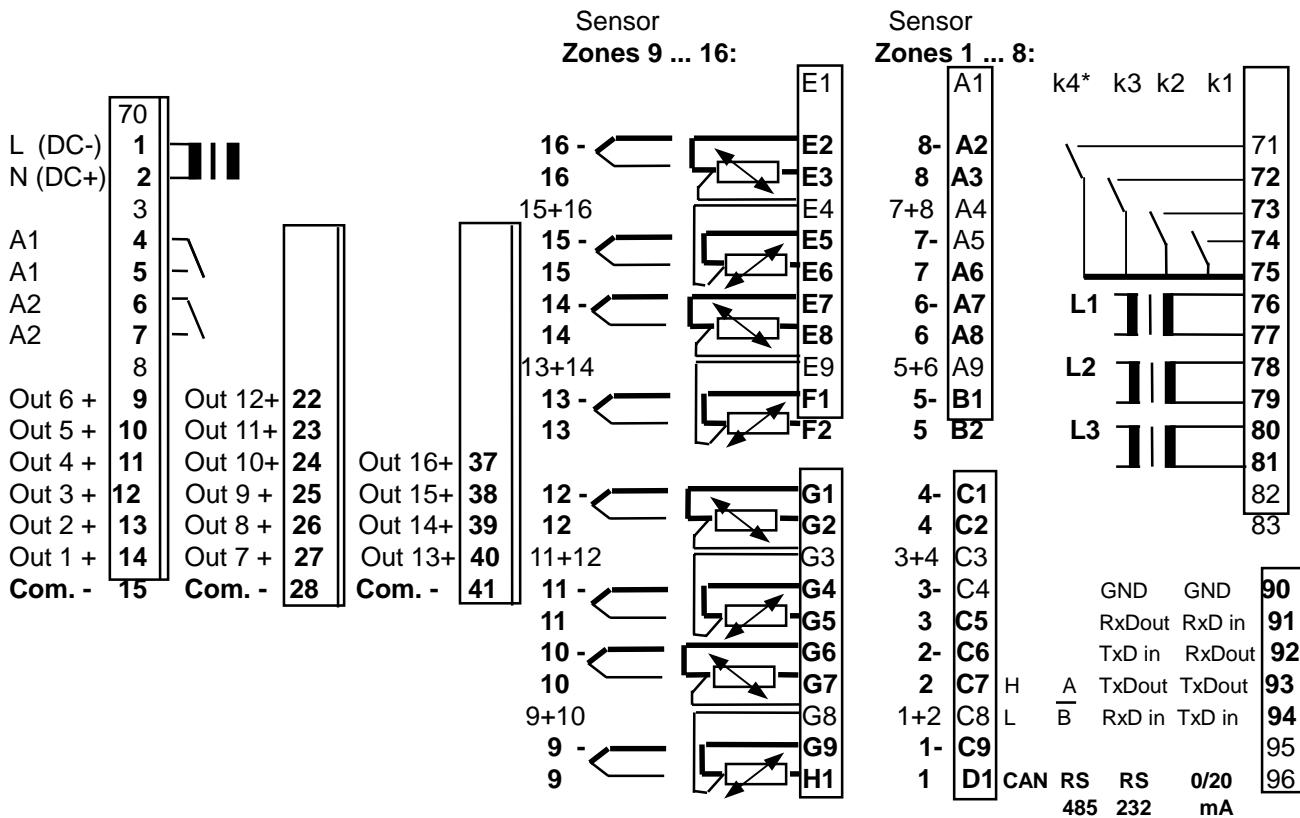 Sensor Sensor
Zones 9 ... 16: Zones 1 ... 8:
E1 A1 k4* k3 k2 k1
70
L (DC-) 1 16 - E2 8- A2 71
N (DC+) 2 16 E3 8 A3 72
3 15+16 E4 7+8 A4 73
A1 4 15 - E5 7- A5 74
A1 5 15 E6 7 A6 75
A2 6 14 - E7 6- A7 L1 76
A2 7 14 E8 6 A8 77
8 13+14 E9 5+6 A9 L2 78
Out 6 + 9 Out 12+ 22 13 - F1 5- B1 79
Out 5 + 10 Out 11+ 23 13 F2 5 B2 L3 80
Out 4 + 11 Out 10+ 24 Out 16+ 37 81
Out 3 + 12 Out 9 + 25 Out 15+ 38 12 - G1 4- C1 82
Out 2 + 13 Out 8 + 26 Out 14+ 39 12 G2 4 C2 83
Out 1 + 14 Out 7 + 27 Out 13+ 40 11+12 G3 3+4 C3
Com. - 15 Com. - 28 Com. - 41 11 - G4 3- C4 GND GND 90
11 G5 3 C5 RxDout RxD in 91
10 - G6 2- C6 TxD in RxDout 92
10 G7 2 C7 H A TxDout TxDout 93
9+10 G8 1+2 C8 L B RxD in TxD in 94
9 - G9 1- C9 95
9 H1 1 D1 CAN RS RS 0/20 96
485 232 mA